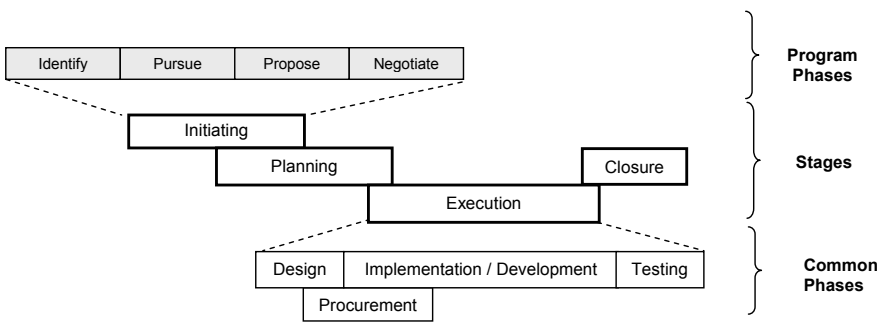 Program
Phases
Identify
Pursue
Propose
Negotiate
Initiating
Planning
Closure
Stages
Execution
Design
Implementation / Development
Testing
Common
Phases
Procurement